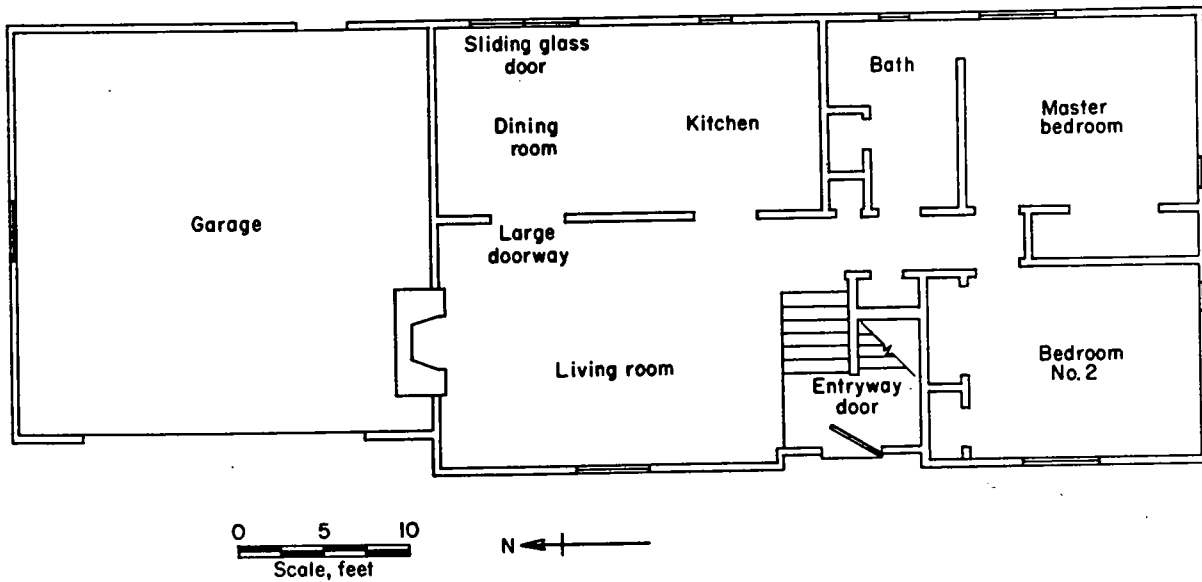 Sliding glass
door
Bath
Dining
room
Kitchen
Master
bedroom
Garage
Large
doorway
Living room
Entryway
door
Bedroom
No. 2
0 5 10
Scale, feet
N